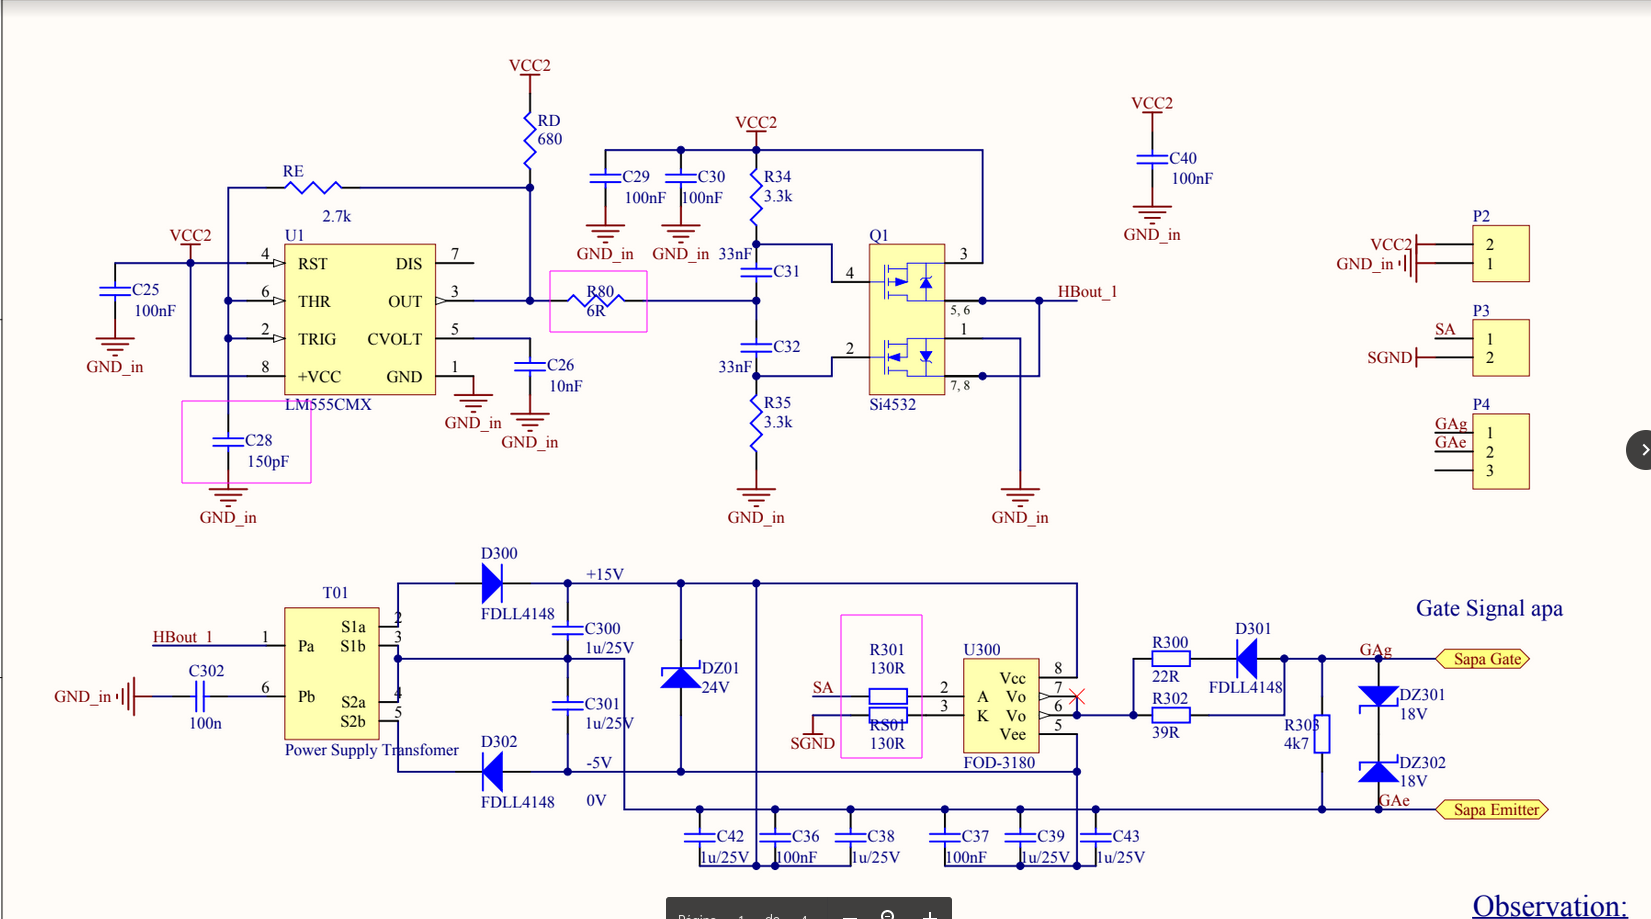 VCC2
RD
680
VCC2
VCC2
C40
100nF
GND_in
RE
2.7k
C29
100nF
GND_in
C30
100nF
GND_in
R34
3.3k
33nF
C31
VCC2
U1
4 RST DIS 7
6 THR OUT 3
2 TRIG CVOLT 5
8 +VCC GND 1
LM555CMX
C25
100nF
GND_in
R80
6R
C26
10nF
GND_in
GND_in
C28
150pF
GND_in
C32
33nF
R35
3.3k
GND_in
Q1
4
3
5, 6
2
1
7, 8
Si4532
HBout_1
GND_in
P2
VCC2 2
GND_in 1
P3
SA 1
SGND 2
P4
GAg 1
GAe 2
3
T01
HBout_1 1 Pa
GND_in
C302
100n
6 Pb
S1a 2
S1b 3
S2a 4
S2b 5
Power Supply Transfomer
D300
FDLL4148
+15V
C300
1u/25V
C301
1u/25V
D302
FDLL4148
-5V
0V
DZ01
24V
SA
SGND
R301
130R
RS01
130R
U300
2 A
3 K
Vcc 8
Vo 7
Vo 6
Vee 5
FOD-3180
R300
22R
D301
FDLL4148
R302
39R
R303
4k7
Gate Signal apa
GAg
Sapa Gate
DZ301
18V
DZ302
18V
GAe
Sapa Emitter
C42
1u/25V
C36
100nF
C38
1u/25V
C37
100nF
C39
1u/25V
C43
1u/25V
Observation:
Página 1 de 4